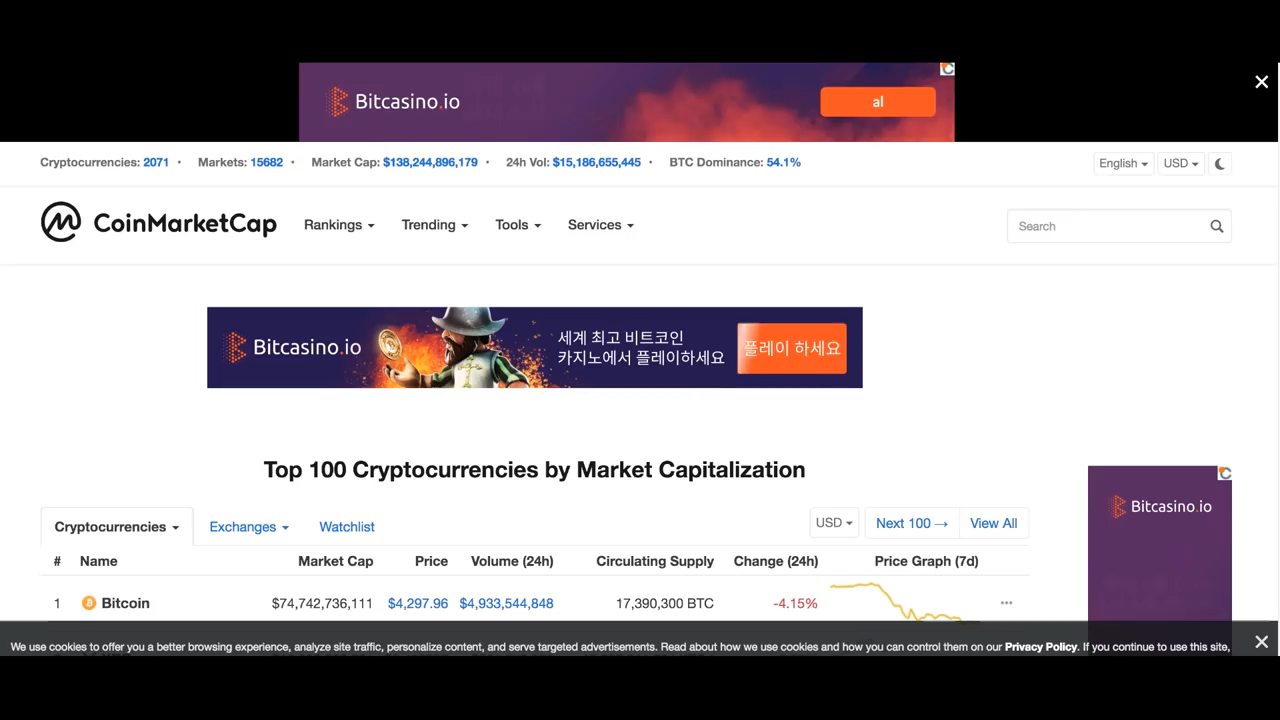 Bitcasino.io
al
Cryptocurrencies: 2071 • Markets: 15682 • Market Cap: $138,244,896,179 • 24h Vol: $15,186,655,445 • BTC Dominance: 54.1%
English
USD
CoinMarketCap
Rankings
Trending
Tools
Services
Search
Bitcasino.io
세계 최고 비트코인
카지노에서 플레이하세요
플레이 하세요
Top 100 Cryptocurrencies by Market Capitalization
Bitcasino.io
Cryptocurrencies
Exchanges
Watchlist
USD
Next 100 →
View All
# Name Market Cap Price Volume (24h) Circulating Supply Change (24h) Price Graph (7d)
1 Bitcoin $74,742,736,111 $4,297.96 $4,933,544,848 17,390,300 BTC -4.15%
We use cookies to offer you a better browsing experience, analyze site traffic, personalize content, and serve targeted advertisements. Read about how we use cookies and how you can control them on our Privacy Policy. If you continue to use this site,